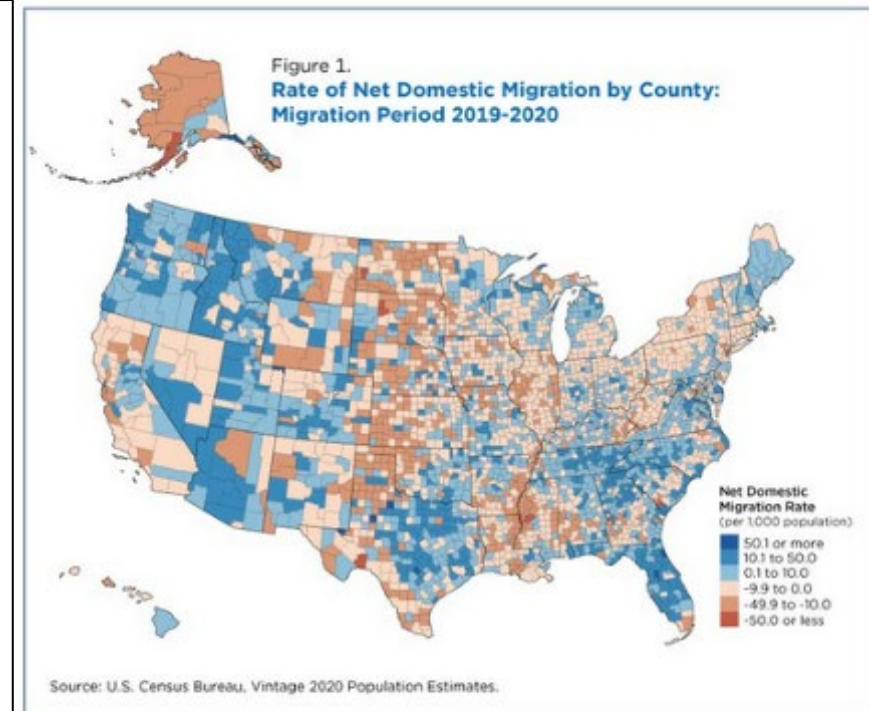 Figure 1.
Rate of Net Domestic Migration by County:
Migration Period 2019-2020
Net Domestic
Migration Rate
(per 1,000 population)
50.1 or more
10.1 to 50.0
0.1 to 10.0
-9.9 to 0.0
-49.9 to -10.0
-50.0 or less
Source: U.S. Census Bureau, Vintage 2020 Population Estimates.